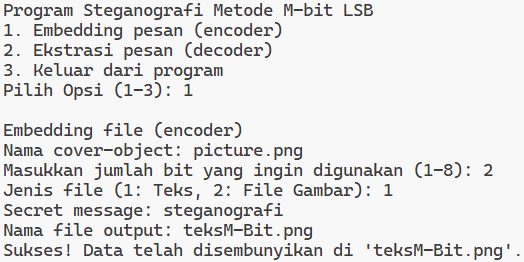 Program Steganografi Metode M-bit LSB
1. Embedding pesan (encoder)
2. Ekstrasi pesan (decoder)
3. Keluar dari program
Pilih Opsi (1-3): 1
Embedding file (encoder)
Nama cover-object: picture.png
Masukkan jumlah bit yang ingin digunakan (1-8): 2
Jenis file (1: Teks, 2: File Gambar): 1
Secret message: steganografi
Nama file output: teksM-Bit.png
Sukses! Data telah disembunyikan di 'teksM-Bit.png'.